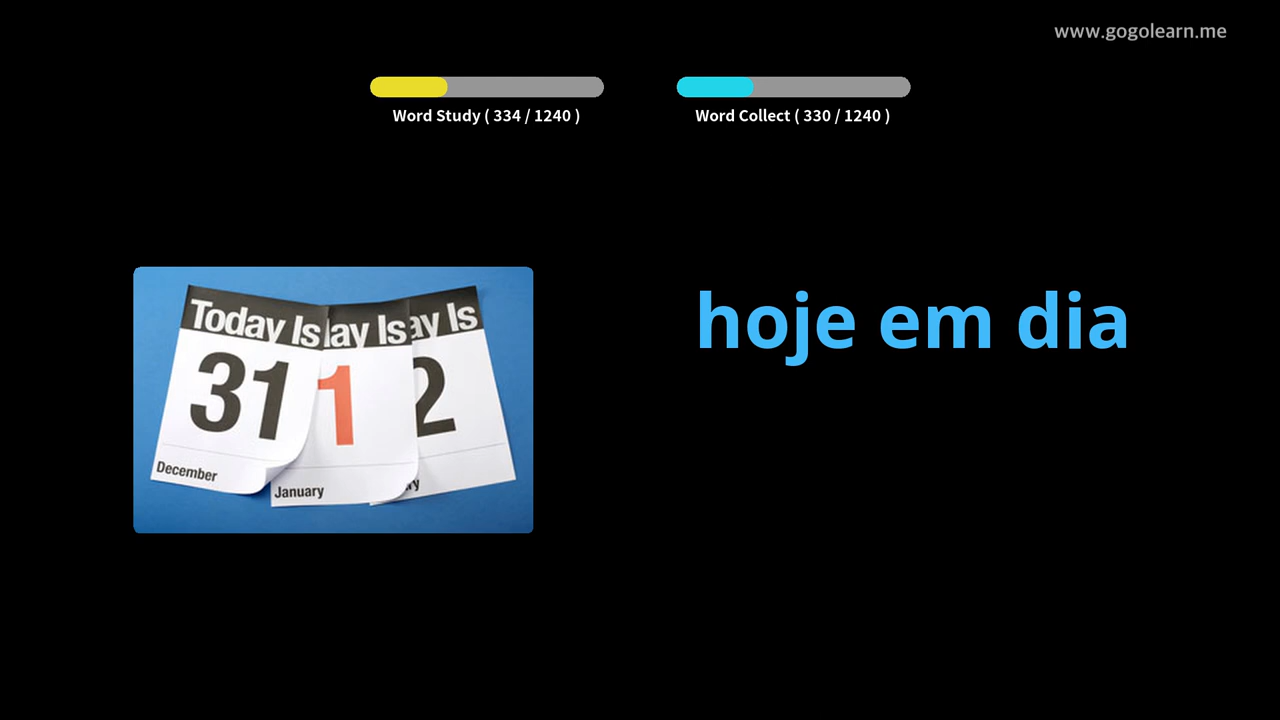 www.gogolearn.me
Word Study ( 334 / 1240 )
Word Collect ( 330 / 1240 )
hoje em dia
Today Is
ay Is
ay Is
31
1
2
December
January
ry